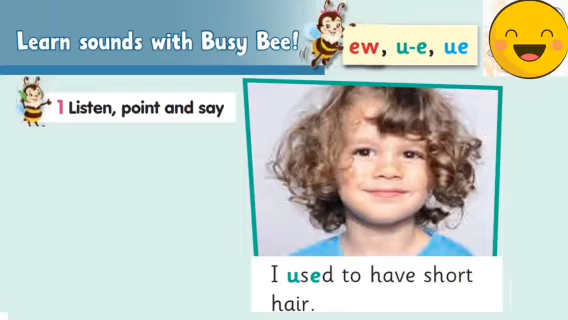 Learn sounds with Busy Bee!
ew, u-e, ue
1 Listen, point and say
I used to have short
hair.